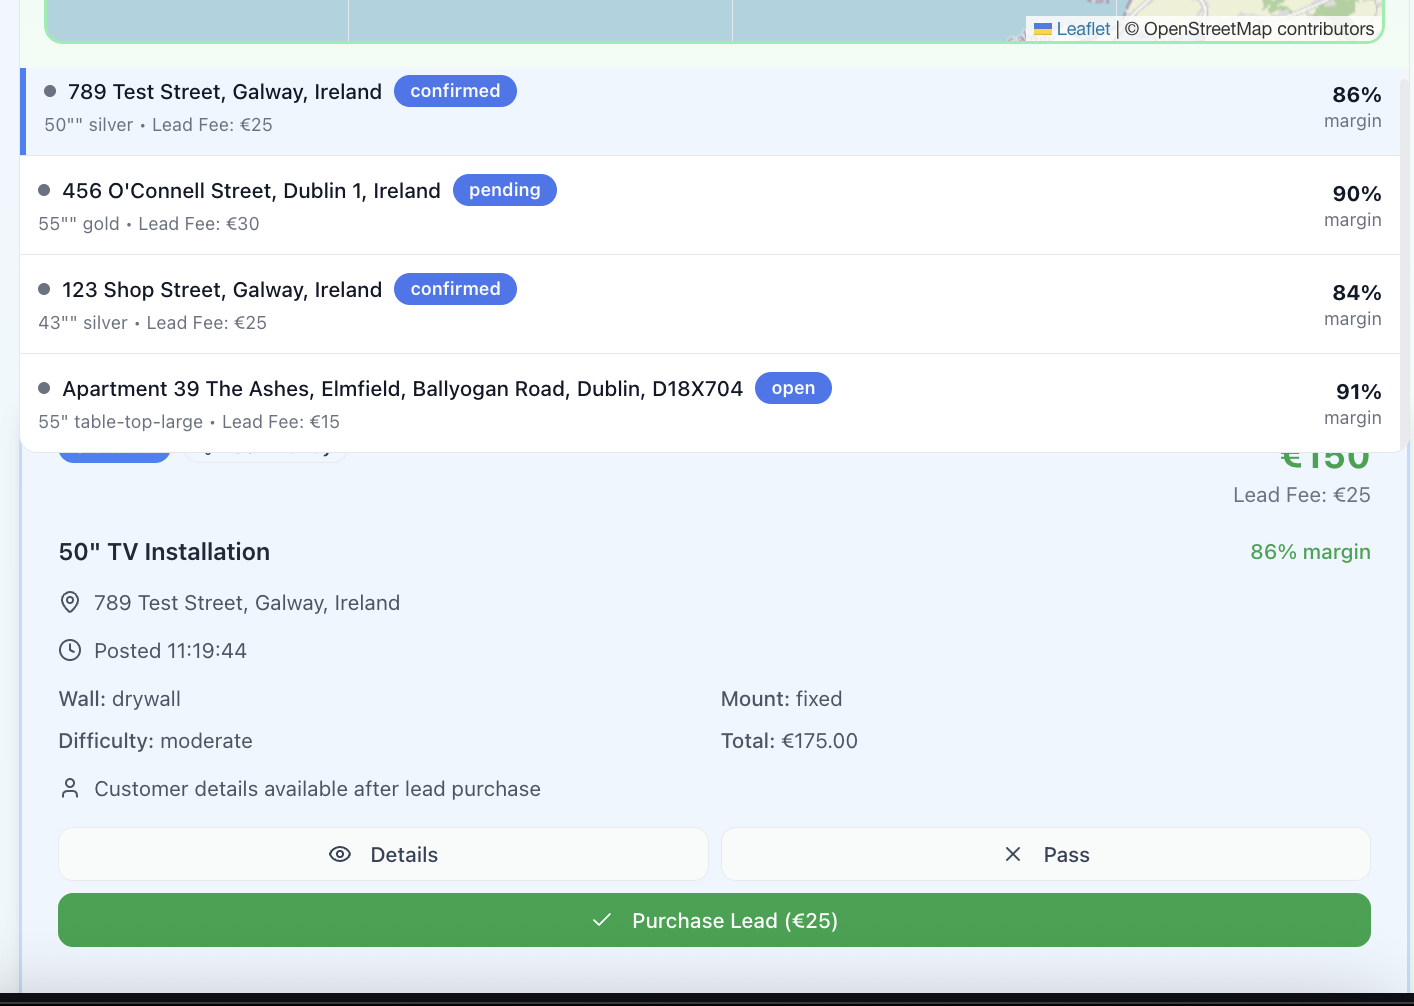 Leaflet | © OpenStreetMap contributors
789 Test Street, Galway, Ireland confirmed
86%
50"" silver • Lead Fee: €25
margin
456 O'Connell Street, Dublin 1, Ireland pending
90%
55"" gold • Lead Fee: €30
margin
123 Shop Street, Galway, Ireland confirmed
84%
43"" silver • Lead Fee: €25
margin
Apartment 39 The Ashes, Elmfield, Ballyogan Road, Dublin, D18X704 open
91%
55" table-top-large • Lead Fee: €15
margin
€150
Lead Fee: €25
50" TV Installation
86% margin
789 Test Street, Galway, Ireland
Posted 11:19:44
Wall: drywall
Mount: fixed
Difficulty: moderate
Total: €175.00
Customer details available after lead purchase
Details
Pass
Purchase Lead (€25)